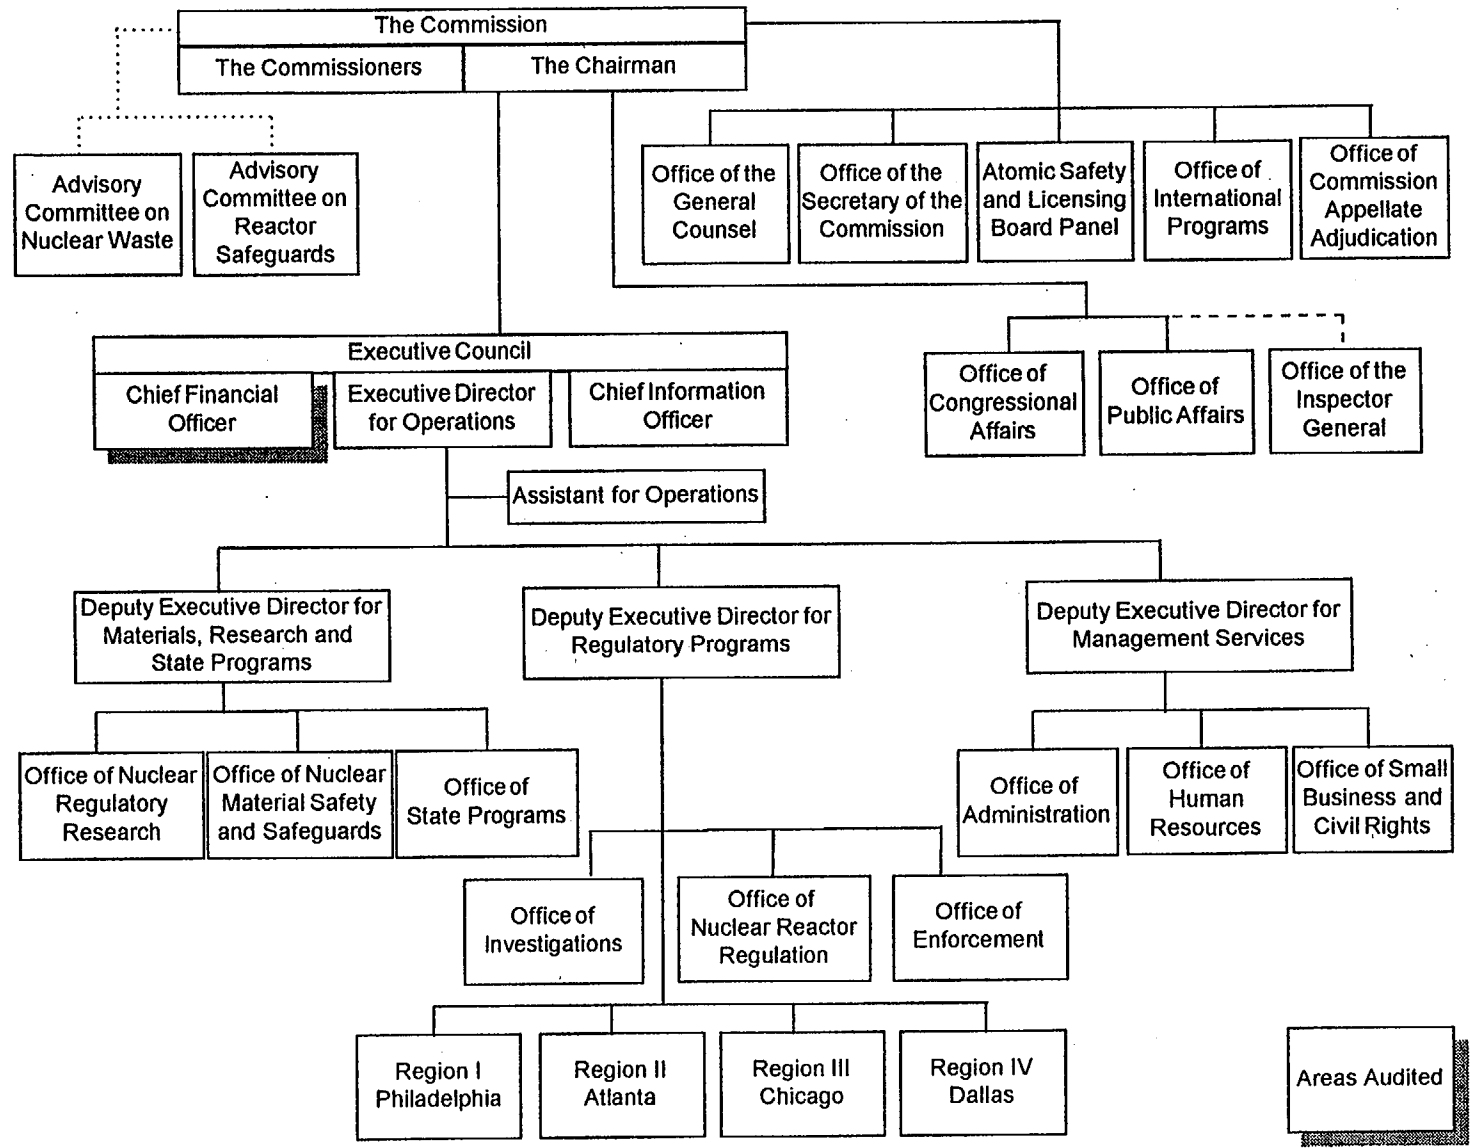 The Commission
The Commissioners
The Chairman
Advisory
Committee on
Nuclear Waste
Advisory
Committee on
Reactor
Safeguards
Office of the
General
Counsel
Office of the
Secretary of the
Commission
Atomic Safety
and Licensing
Board Panel
Office of
International
Programs
Office of
Commission
Appellate
Adjudication
Executive Council
Chief Financial
Officer
Executive Director
for Operations
Chief Information
Officer
Office of
Congressional
Affairs
Office of
Public Affairs
Office of the
Inspector
General
Assistant for Operations
Deputy Executive Director for
Materials, Research and
State Programs
Deputy Executive Director for
Regulatory Programs
Deputy Executive Director for
Management Services
Office of Nuclear
Regulatory
Research
Office of Nuclear
Material Safety
and Safeguards
Office of
State Programs
Office of
Administration
Office of
Human
Resources
Office of Small
Business and
Civil Rights
Office of
Investigations
Office of
Nuclear Reactor
Regulation
Office of
Enforcement
Region I
Philadelphia
Region II
Atlanta
Region III
Chicago
Region IV
Dallas
Areas Audited